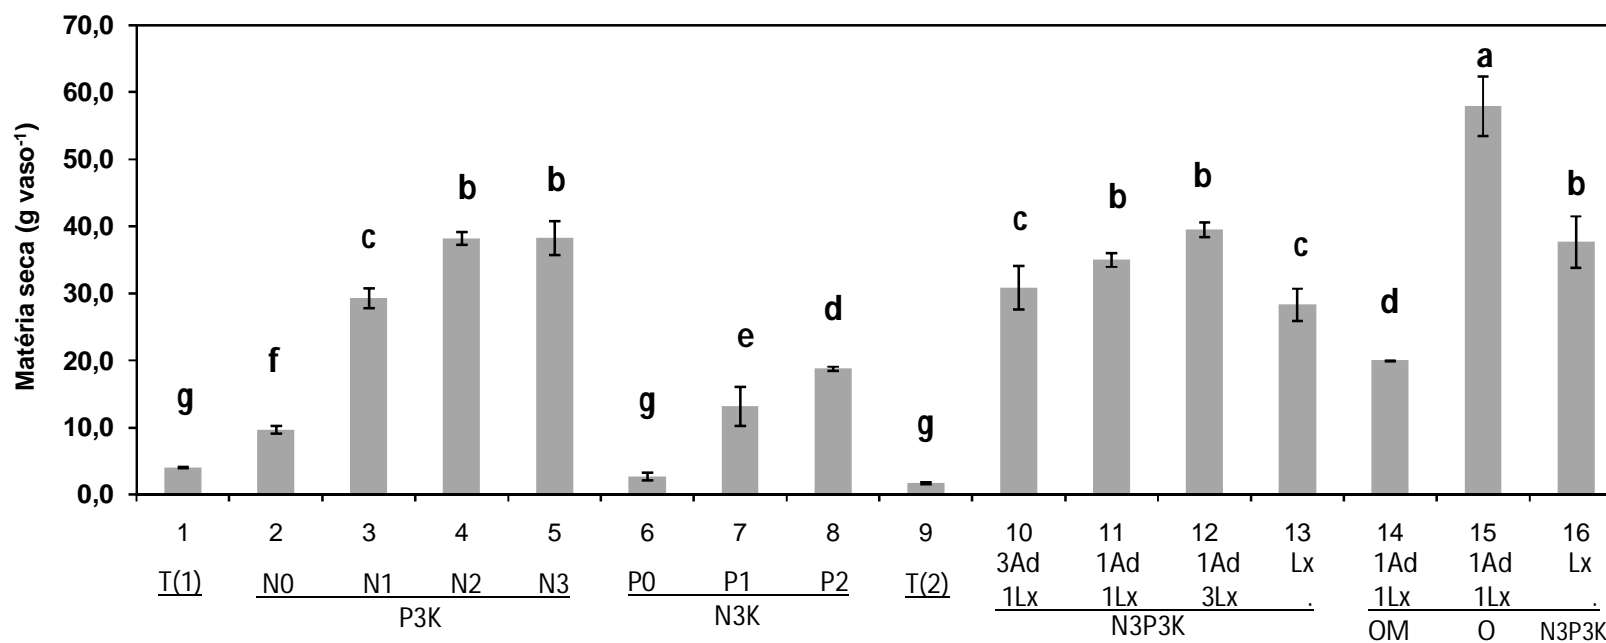 70,0
60,0
50,0
40,0
30,0
20,0
10,0
0,0
Matéria seca (g vaso-1)
g f c b b g e d g c b b c d a b
1 2 3 4 5 6 7 8 9 10 11 12 13 14 15 16
3Ad 1Ad 1Ad Lx 1Ad 1Ad Lx
T(1) N0 N1 N2 N3 P0 P1 P2 T(2)
1Lx 1Lx 3Lx . 1Lx 1Lx .
P3K N3K N3P3K OM O N3P3K